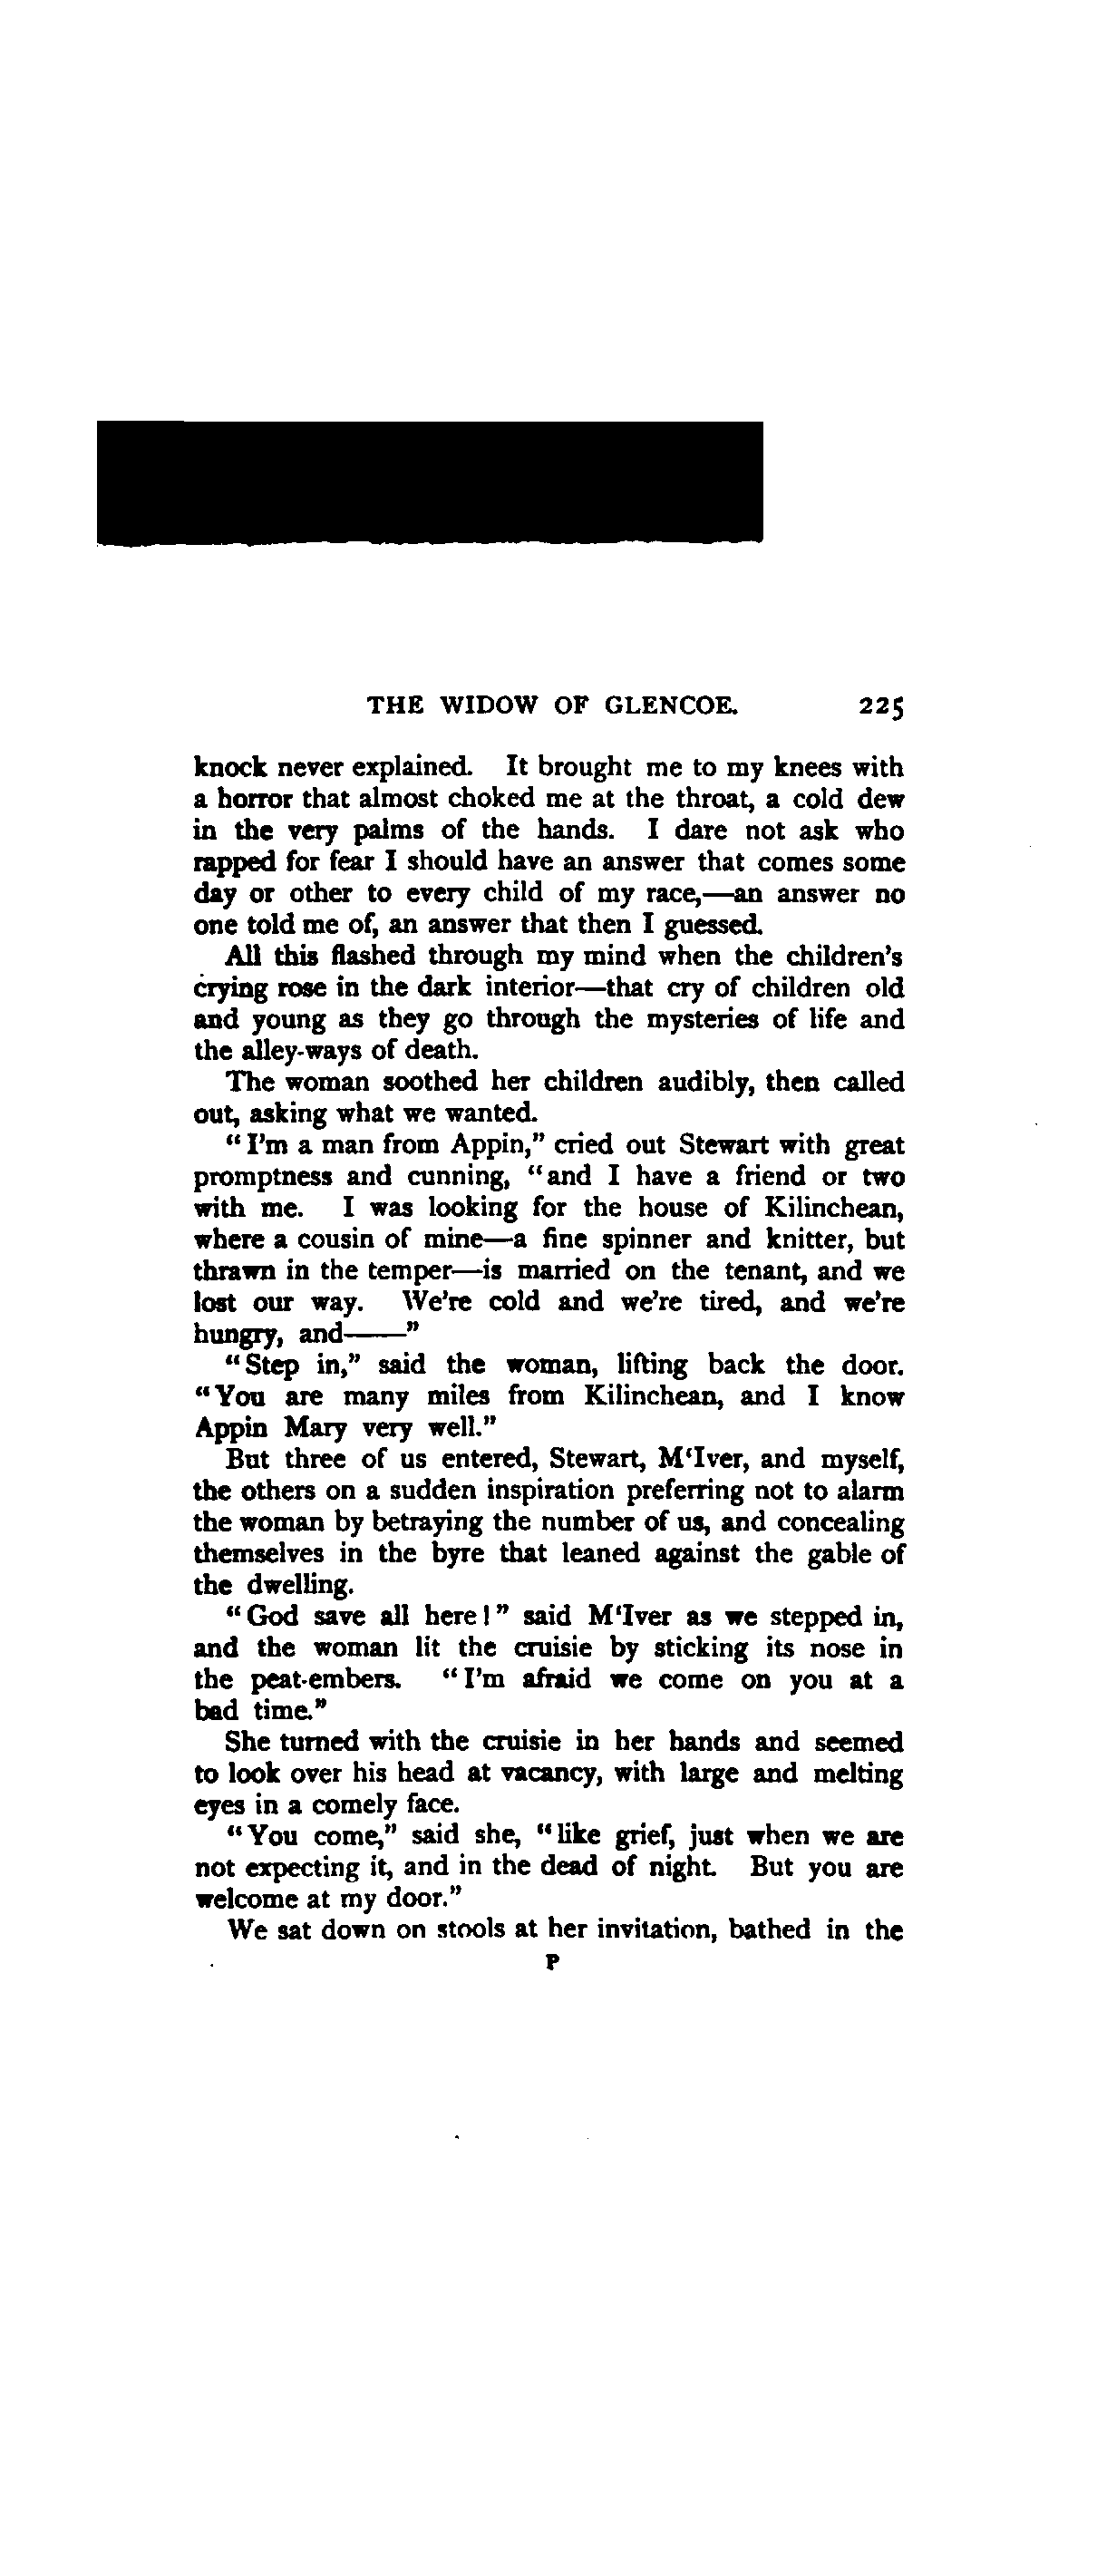 THE WIDOW OF GLENCOE. 225
knock never explained. It brought me to my knees with
a horror that almost choked me at the throat, a cold dew
in the very palms of the hands. I dare not ask who
rapped for fear I should have an answer that comes some
day or other to every child of my race,—an answer no
one told me of, an answer that then I guessed.
All this flashed through my mind when the children's
crying rose in the dark interior—that cry of children old
and young as they go through the mysteries of life and
the alley-ways of death.
The woman soothed her children audibly, then called
out, asking what we wanted.
"I'm a man from Appin," cried out Stewart with great
promptness and cunning, "and I have a friend or two
with me. I was looking for the house of Kilinchean,
where a cousin of mine—a fine spinner and knitter, but
thrawn in the temper—is married on the tenant, and we
lost our way. We're cold and we're tired, and we're
hungry, and——"
"Step in," said the woman, lifting back the door.
"You are many miles from Kilinchean, and I know
Appin Mary very well."
But three of us entered, Stewart, M'Iver, and myself,
the others on a sudden inspiration preferring not to alarm
the woman by betraying the number of us, and concealing
themselves in the byre that leaned against the gable of
the dwelling.
"God save all here!" said M'Iver as we stepped in,
and the woman lit the cruisie by sticking its nose in
the peat-embers. "I'm afraid we come on you at a
bad time."
She turned with the cruisie in her hands and seemed
to look over his head at vacancy, with large and melting
eyes in a comely face.
"You come," said she, "like grief, just when we are
not expecting it, and in the dead of night. But you are
welcome at my door."
We sat down on stools at her invitation, bathed in the
P